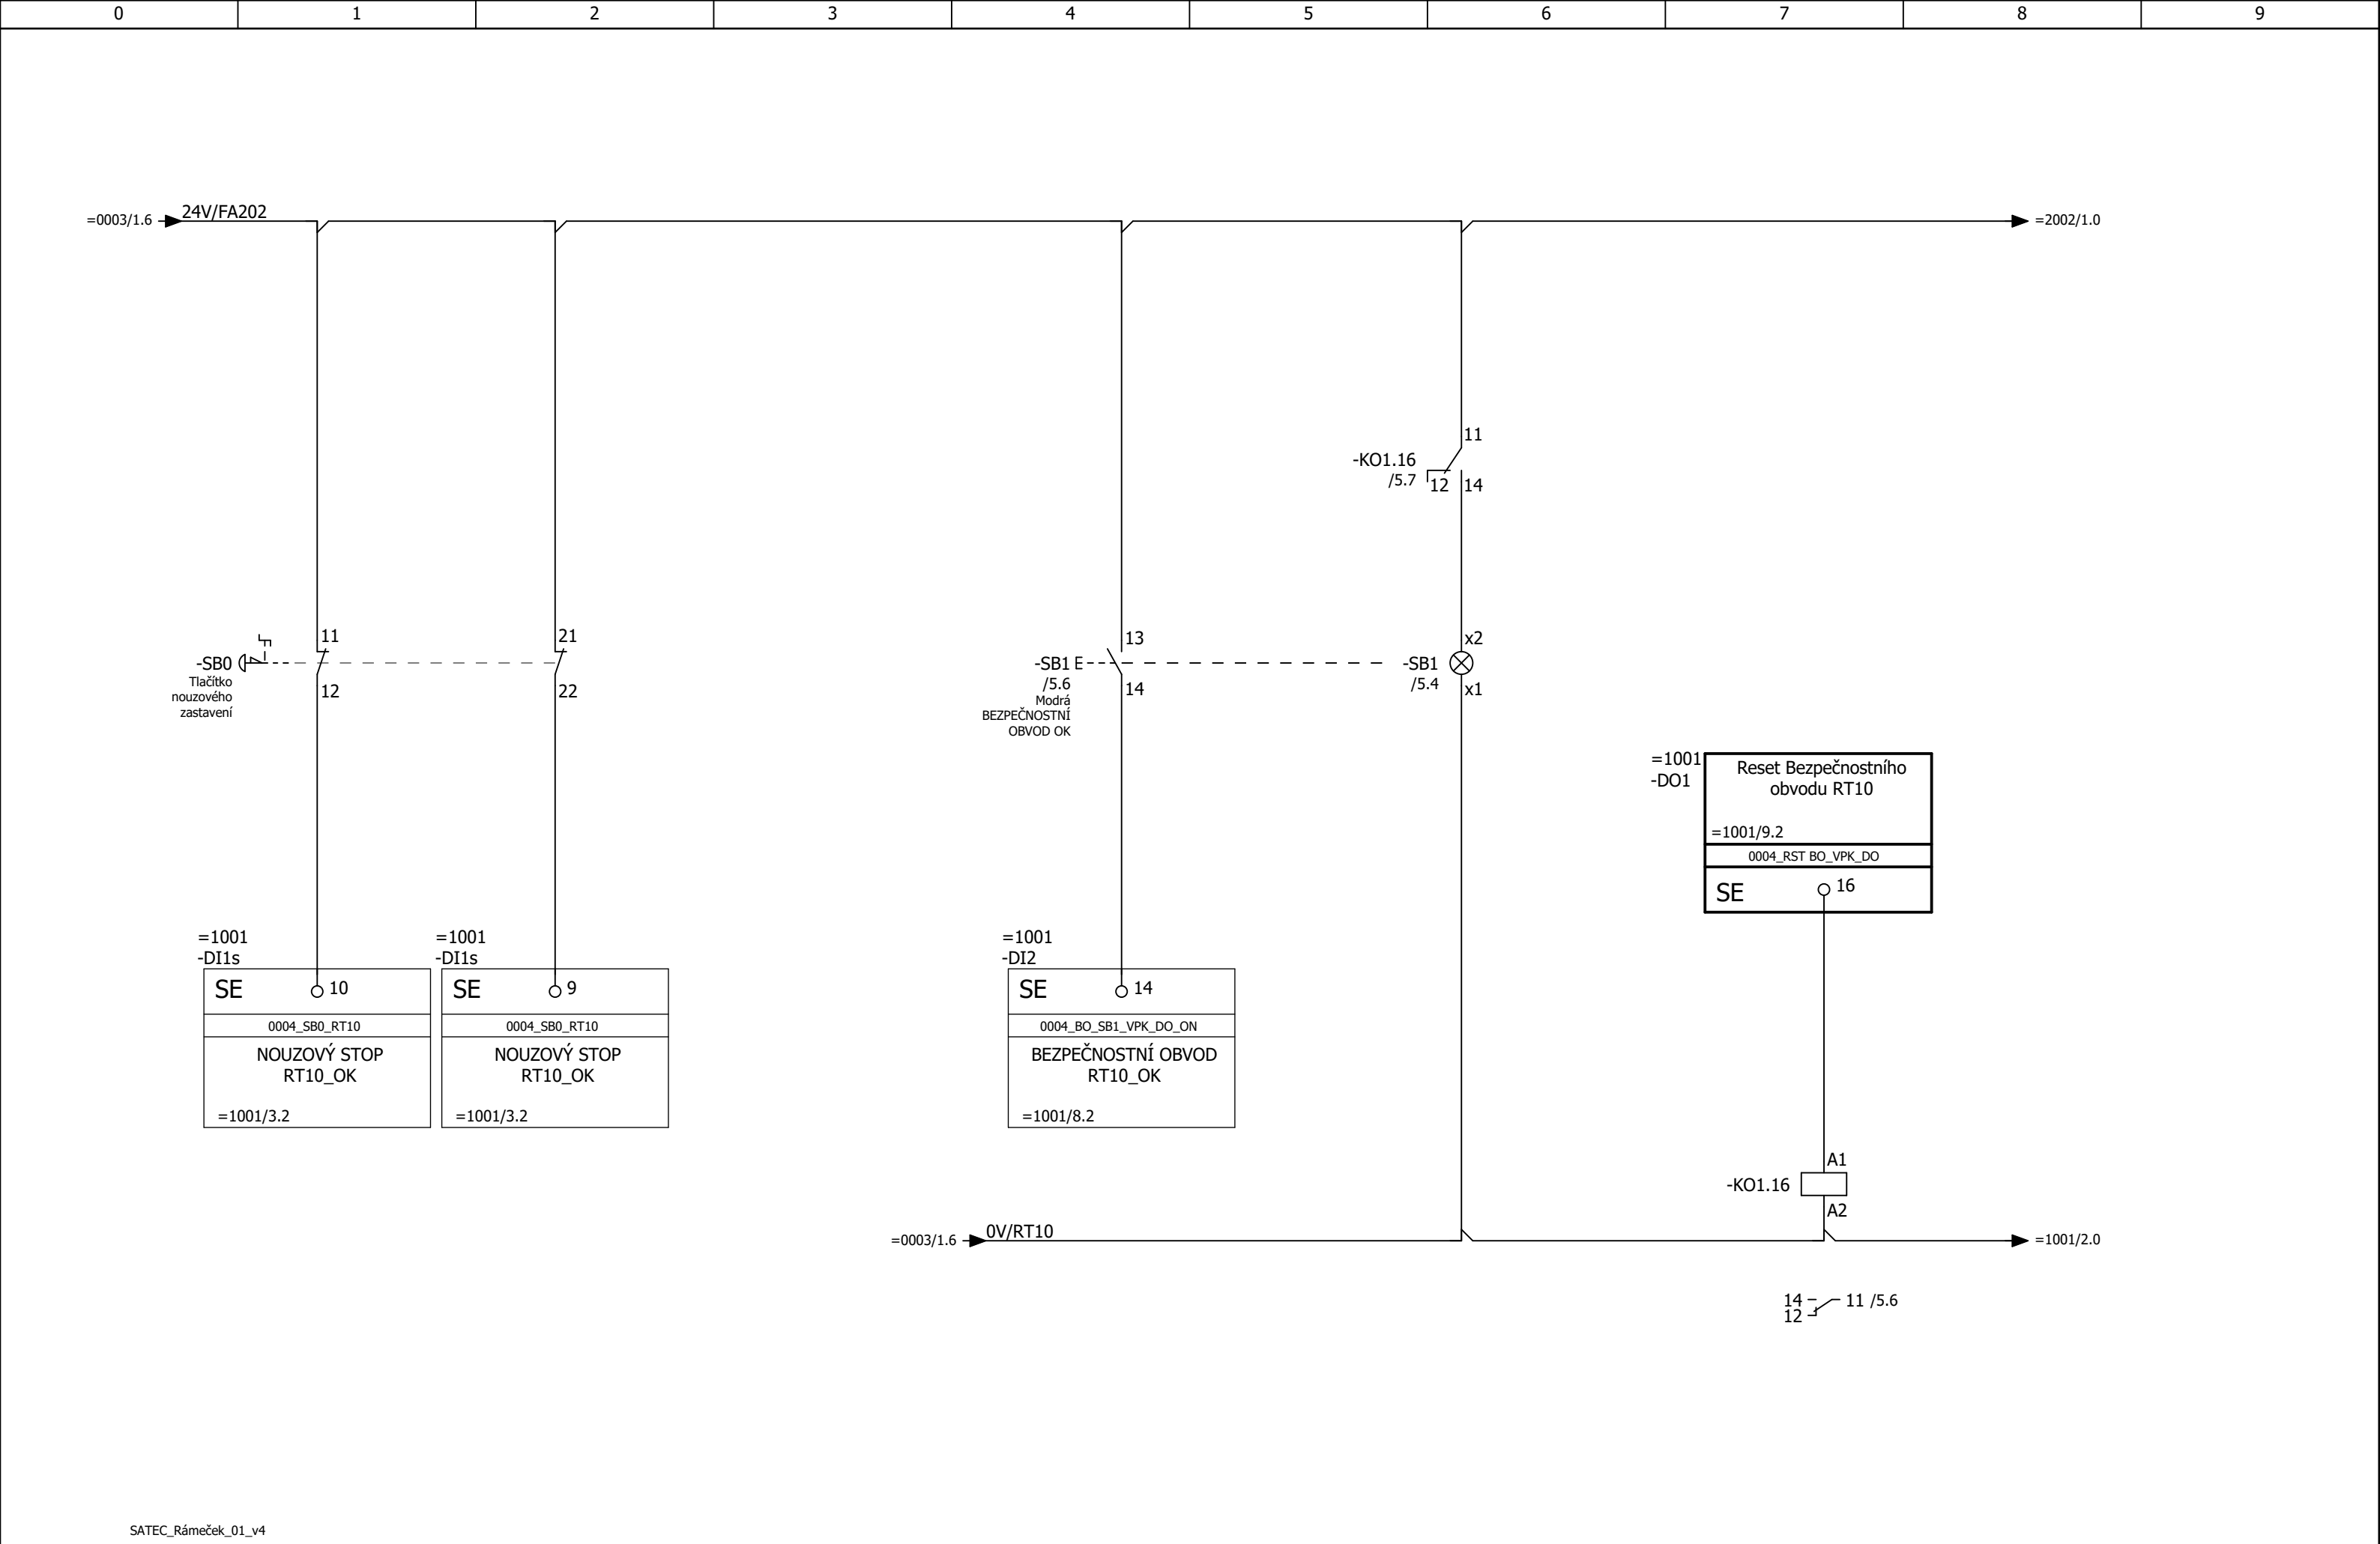 0 1 2 3 4 5 6 7 8 9
24V/FA202
=0003/1.6
=2002/1.0
11
-KO1.16
/5.7
12 14
-SB0
Tlačítko
nouzového
zastavení
11
12
21
22
-SB1 E
/5.6
Modrá
BEZPEČNOSTNÍ
OBVOD OK
13
14
-SB1
/5.4
x2
x1
=1001
-DO1
Reset Bezpečnostního
obvodu RT10
=1001/9.2
0004_RST BO_VPK_DO
SE 16
=1001
-DI1s
SE 10
0004_SB0_RT10
NOUZOVÝ STOP
RT10_OK
=1001/3.2
=1001
-DI1s
SE 9
0004_SB0_RT10
NOUZOVÝ STOP
RT10_OK
=1001/3.2
=1001
-DI2
SE 14
0004_BO_SB1_VPK_DO_ON
BEZPEČNOSTNÍ OBVOD
RT10_OK
=1001/8.2
A1
-KO1.16
A2
=0003/1.6
0V/RT10
=1001/2.0
14 11 /5.6
12
SATEC_Rámeček_01_v4